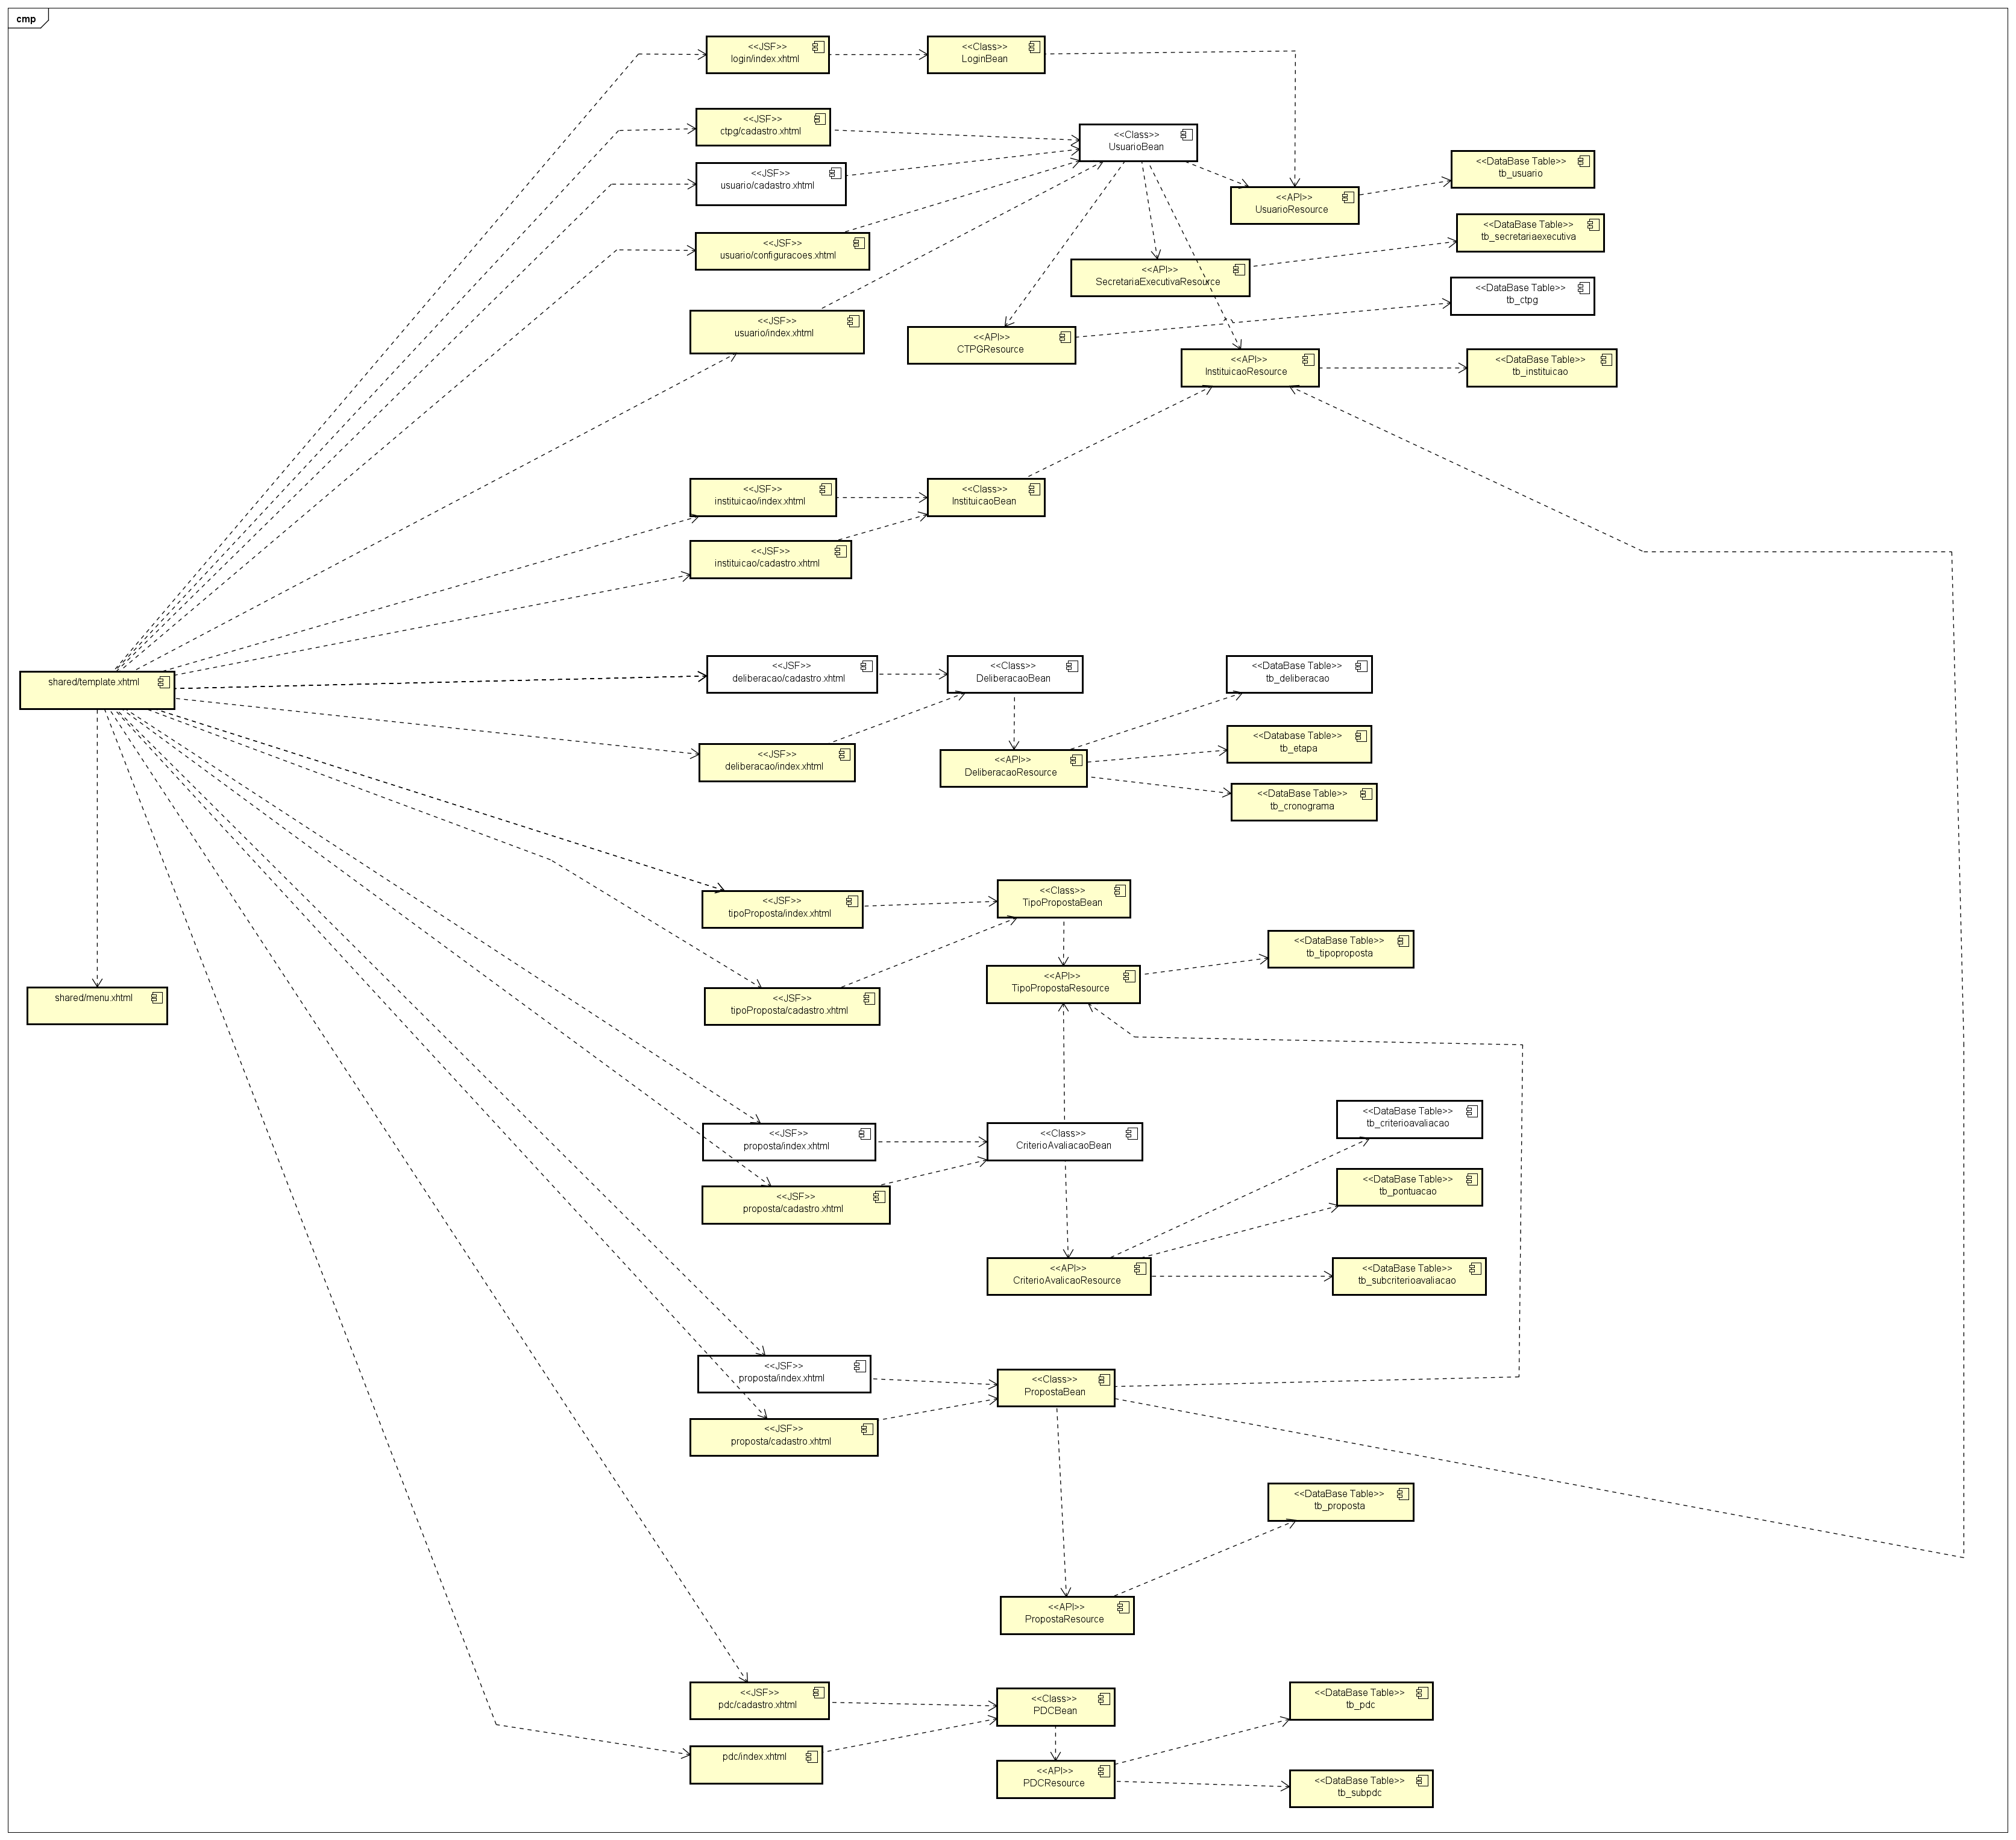 cmp
<<JSF>>
login/index.xhtml
<<Class>>
LoginBean
<<JSF>>
ctpg/cadastro.xhtml
<<Class>>
UsuarioBean
<<JSF>>
usuario/cadastro.xhtml
<<DataBase Table>>
tb_usuario
<<API>>
UsuarioResource
<<JSF>>
usuario/configuracoes.xhtml
<<DataBase Table>>
tb_secretariaexecutiva
<<API>>
SecretariaExecutivaResource
<<DataBase Table>>
tb_ctpg
<<JSF>>
usuario/index.xhtml
<<API>>
CTPGResource
<<API>>
InstituicaoResource
<<DataBase Table>>
tb_instituicao
<<JSF>>
instituicao/index.xhtml
<<Class>>
InstituicaoBean
<<JSF>>
instituicao/cadastro.xhtml
shared/template.xhtml
<<JSF>>
deliberacao/cadastro.xhtml
<<Class>>
DeliberacaoBean
<<DataBase Table>>
tb_deliberacao
<<JSF>>
deliberacao/index.xhtml
<<API>>
DeliberacaoResource
<<Database Table>>
tb_etapa
<<DataBase Table>>
tb_cronograma
<<JSF>>
tipoProposta/index.xhtml
<<Class>>
TipoPropostaBean
<<DataBase Table>>
tb_tipoproposta
<<API>>
TipoPropostaResource
shared/menu.xhtml
<<JSF>>
tipoProposta/cadastro.xhtml
<<JSF>>
proposta/index.xhtml
<<Class>>
CriterioAvaliacaoBean
<<DataBase Table>>
tb_criterioavaliacao
<<JSF>>
proposta/cadastro.xhtml
<<DataBase Table>>
tb_pontuacao
<<API>>
CriterioAvalicaoResource
<<DataBase Table>>
tb_subcriterioavaliacao
<<JSF>>
proposta/index.xhtml
<<Class>>
PropostaBean
<<JSF>>
proposta/cadastro.xhtml
<<DataBase Table>>
tb_proposta
<<API>>
PropostaResource
<<JSF>>
pdc/cadastro.xhtml
<<Class>>
PDCBean
<<DataBase Table>>
tb_pdc
pdc/index.xhtml
<<API>>
PDCResource
<<DataBase Table>>
tb_subpdc